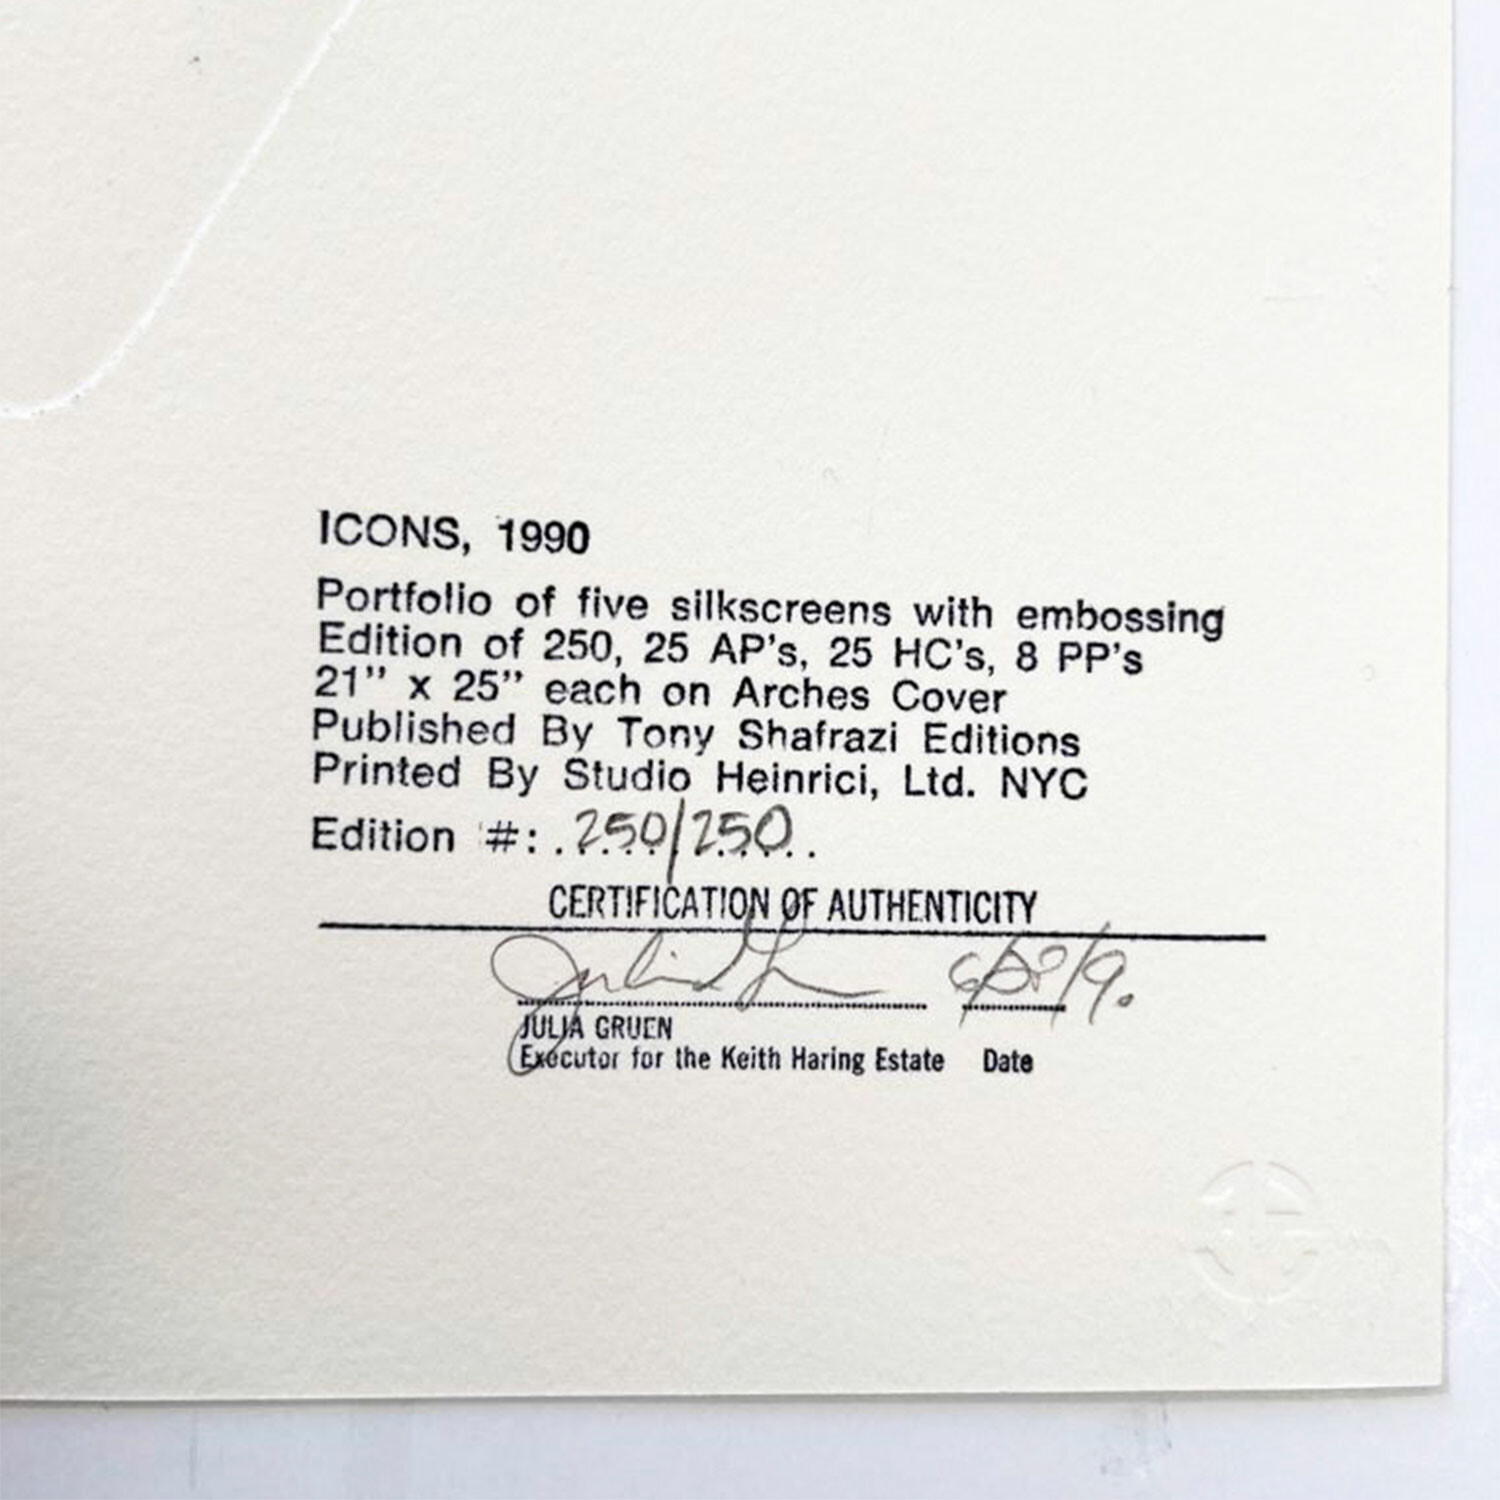 ICONS, 1990
Portfolio of five silkscreens with embossing
Edition of 250, 25 AP's, 25 HC's, 8 PP's
21" x 25" each on Arches Cover
Published By Tony Shafrazi Editions
Printed By Studio Heinrici, Ltd. NYC
Edition #: .250/250..
CERTIFICATION OF AUTHENTICITY
JULIA GRUEN
Executor for the Keith Haring Estate Date